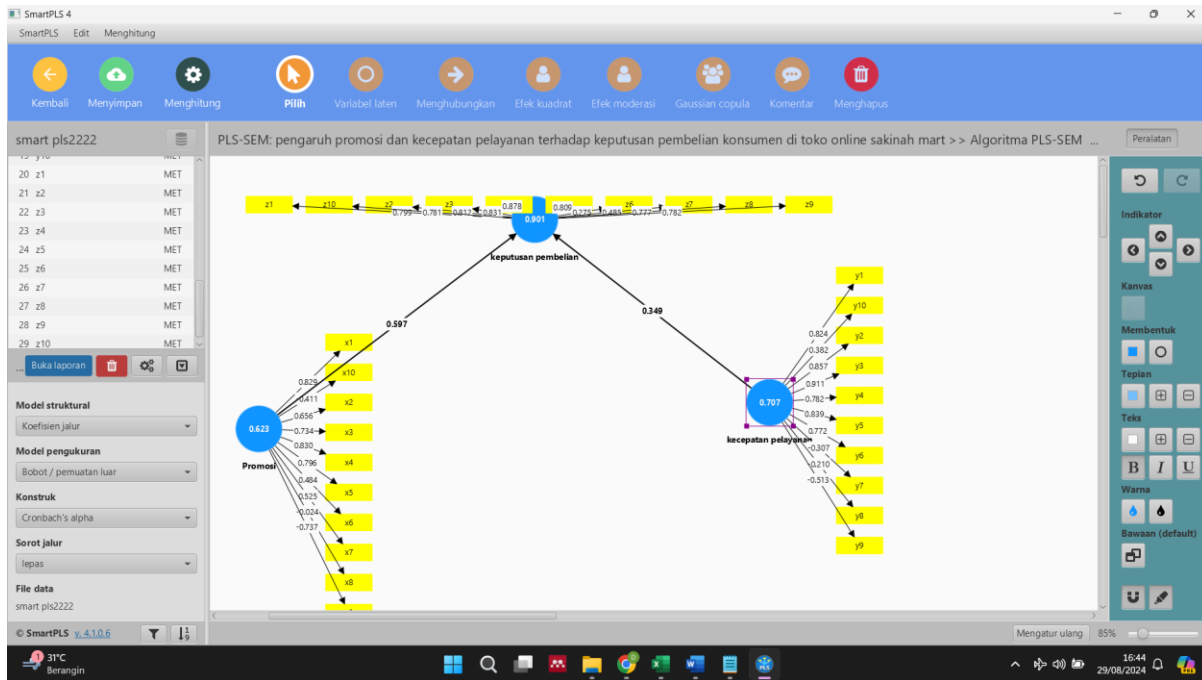 SmartPLS 4
SmartPLS Edit Menghitung
Kembali Menyimpan Menghitung Pilih Variabel laten Menghubungkan Efek kuadrat Efek moderasi Gaussian copula Komentar Menghapus
smart pls2222
PLS-SEM: pengaruh promosi dan kecepatan pelayanan terhadap keputusan pembelian konsumen di toko online sakinah mart >> Algoritma PLS-SEM ...
Peralatan
20 z1 MET
21 z2 MET
22 z3 MET
23 z4 MET
24 z5 MET
25 z6 MET
26 z7 MET
27 z8 MET
28 z9 MET
29 z10 MET
... Buka laporan
Model struktural
Koefisien jalur
Model pengukuran
Bobot / pemuatan luar
Konstruk
Cronbach's alpha
Sorot jalur
lepas
File data
smart pls2222
© SmartPLS v. 4.1.0.6
z1 z10 z2 z3 z6 z7 z8 z9
0.799 0.781 0.812 0.831 0.878 0.809 0.275 0.485 0.777 0.782
0.901
keputusan pembelian
0.597
0.349
x1
x10
x2
x3
x4
x5
x6
x7
x8
0.829
0.411
0.656
0.734
0.830
0.796
0.484
0.525
-0.024
-0.737
0.623
Promosi
y1
y10
y2
y3
y4
y5
y6
y7
y8
y9
0.824
0.382
0.857
0.911
0.782
0.839
0.772
-0.307
-0.210
-0.513
0.707
kecepatan pelayanan
Indikator
Kanvas
Membentuk
Tepian
Teks
B I U
Warna
Bawaan (default)
Mengatur ulang 85%
31°C
Berangin
16:44
29/08/2024